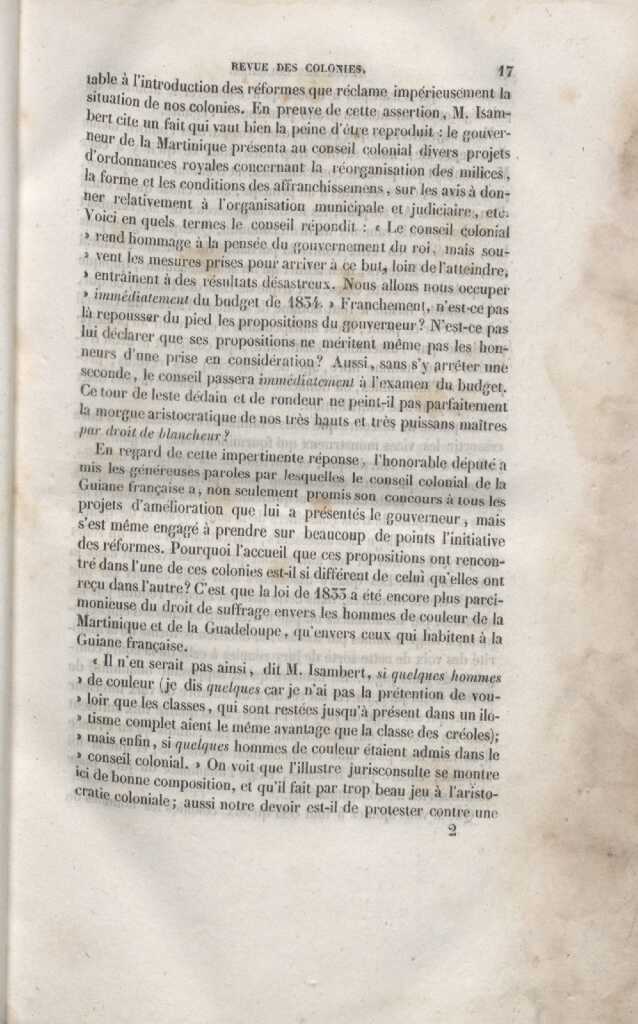 REVUE DES COLONIES. 17
table à l'introduction des réformes que réclame impérieusement la
situation de nos colonies. En preuve de cette assertion, M. Isam-
bert cite un fait qui vaut bien la peine d'être reproduit : le gouver-
neur de la Martinique présenta au conseil colonial divers projets
d'ordonnances royales concernant la réorganisation des milices,
la forme et les conditions des affranchissemens, sur les avis à don-
ner relativement à l'organisation municipale et judiciaire, etc.
Voici en quels termes le conseil répondit : « Le conseil colonial
» rend hommage à la pensée du gouvernement du roi, mais sou-
» vent les mesures prises pour arriver à ce but, loin de l'atteindre,
» entraînent à des résultats désastreux. Nous allons nous occuper
» immédiatement du budget de 1834. » Franchement, n'est-ce pas
là repousser du pied les propositions du gouverneur? N'est-ce pas
lui déclarer que ses propositions ne méritent même pas les hon-
neurs d'une prise en considération? Aussi, sans s'y arrêter une
seconde, le conseil passera immédiatement à l'examen du budget.
Ce tour de leste dédain et de rondeur ne peint-il pas parfaitement
la morgue aristocratique de nos très hauts et très puissans maîtres
par droit de blancheur?
En regard de cette impertinente réponse, l'honorable député a
mis les généreuses paroles par lesquelles le conseil colonial de la
Guiane française a, non seulement promis son concours à tous les
projets d'amélioration que lui a présentés le gouverneur, mais
s'est même engagé à prendre sur beaucoup de points l'initiative
des réformes. Pourquoi l'accueil que ces propositions ont rencon-
tré dans l'une de ces colonies est-il si différent de celui qu'elles ont
reçu dans l'autre? C'est que la loi de 1833 a été encore plus parci-
monieuse du droit de suffrage envers les hommes de couleur de la
Martinique et de la Guadeloupe, qu'envers ceux qui habitent à la
Guiane française.
« Il n'en serait pas ainsi, dit M. Isambert, si quelques hommes
» de couleur (je dis quelques car je n'ai pas la prétention de vou-
» loir que les classes, qui sont restées jusqu'à présent dans un ilo-
» tisme complet aient le même avantage que la classe des créoles);
» mais enfin, si quelques hommes de couleur étaient admis dans le
» conseil colonial. » On voit que l'illustre jurisconsulte se montre
ici de bonne composition, et qu'il fait par trop beau jeu à l'aristo-
cratie coloniale; aussi notre devoir est-il de protester contre une
2